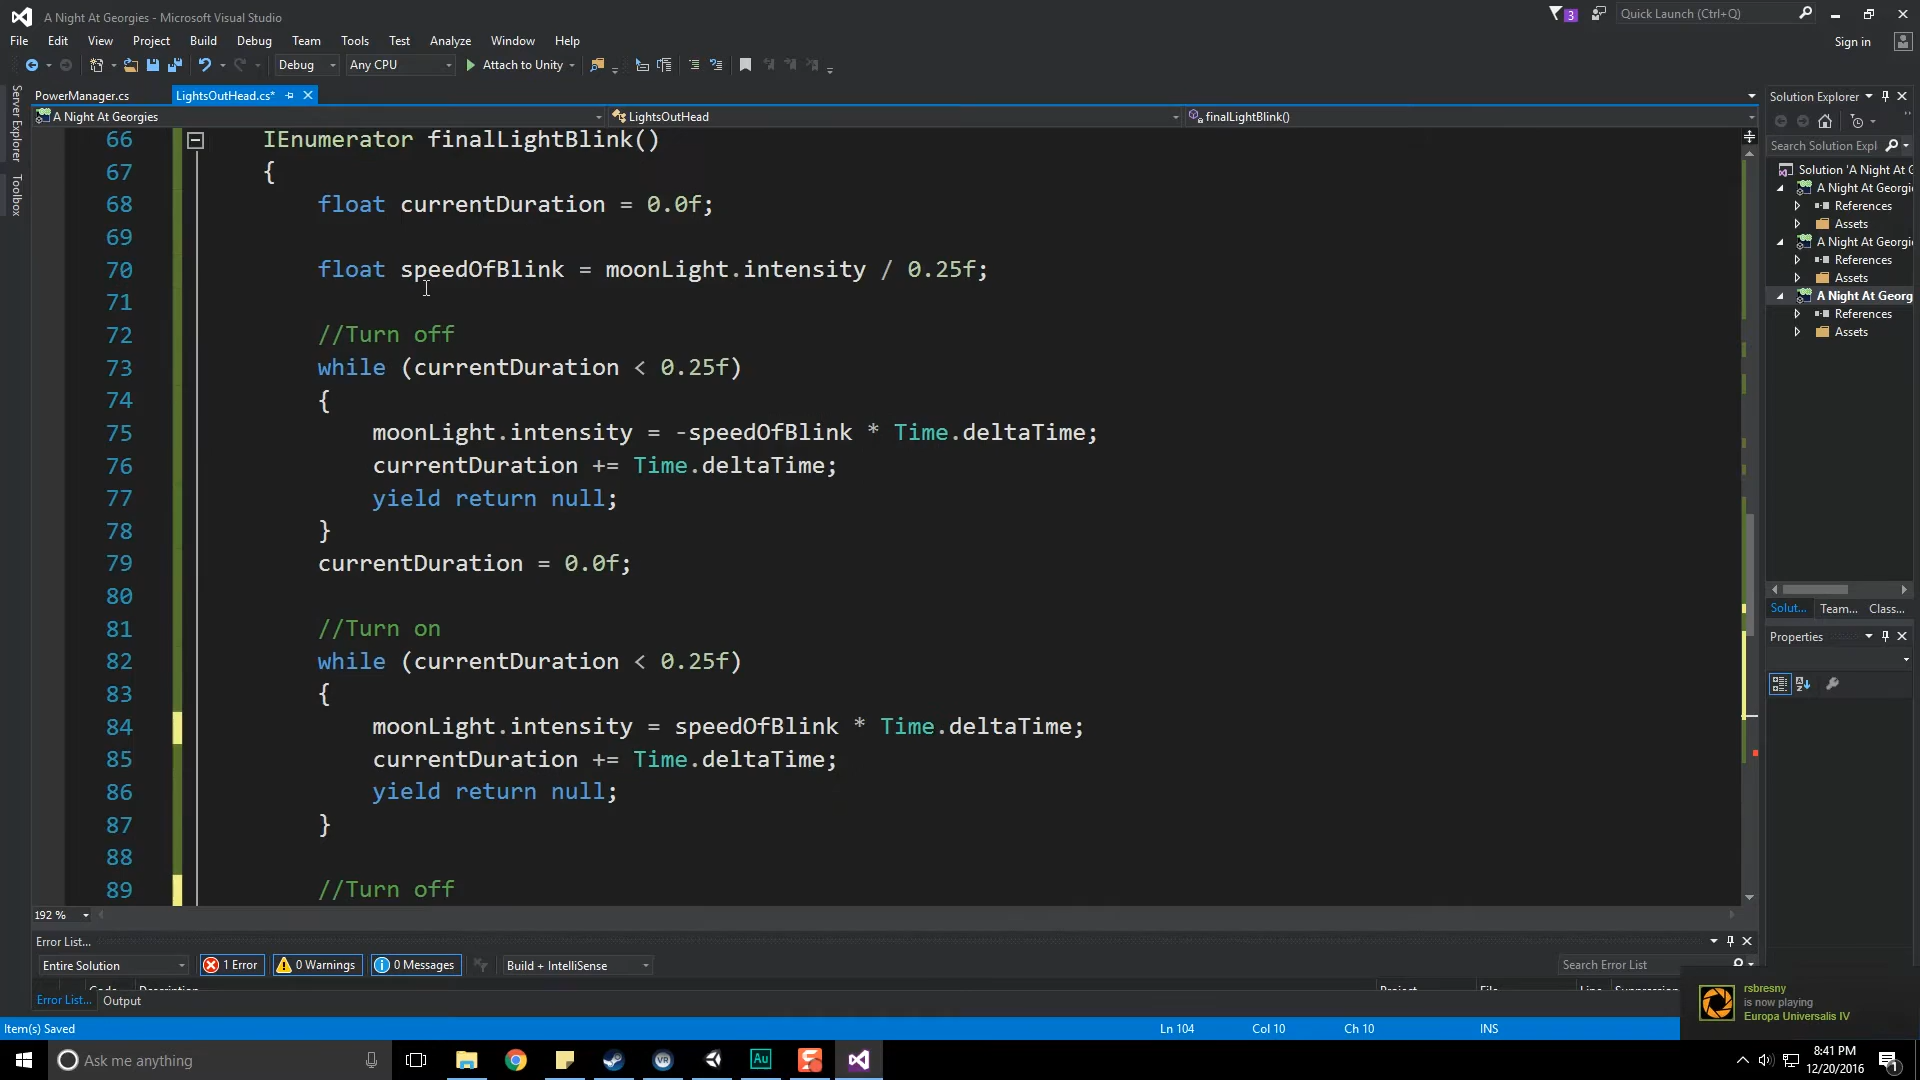 A Night At Georgies - Microsoft Visual Studio
3
Quick Launch (Ctrl+Q)
File Edit View Project Build Debug Team Tools Test Analyze Window Help
Sign in
Debug Any CPU Attach to Unity
Server Explorer
Toolbox
PowerManager.cs LightsOutHead.cs*
A Night At Georgies LightsOutHead finalLightBlink()
66 IEnumerator finalLightBlink()
67 {
68 float currentDuration = 0.0f;
69
70 float speedOfBlink = moonLight.intensity / 0.25f;
71
72 //Turn off
73 while (currentDuration < 0.25f)
74 {
75 moonLight.intensity = -speedOfBlink * Time.deltaTime;
76 currentDuration += Time.deltaTime;
77 yield return null;
78 }
79 currentDuration = 0.0f;
80
81 //Turn on
82 while (currentDuration < 0.25f)
83 {
84 moonLight.intensity = speedOfBlink * Time.deltaTime;
85 currentDuration += Time.deltaTime;
86 yield return null;
87 }
88
89 //Turn off
192 %
Solution Explorer
Search Solution Expl
Solution 'A Night At G
A Night At Georgi
References
Assets
A Night At Georgi
References
Assets
A Night At Georg
References
Assets
Solut... Team... Class...
Properties
Error List...
Entire Solution 1 Error 0 Warnings 0 Messages Build + IntelliSense Search Error List
Code Description Project File Line Suppression
Error List... Output
Item(s) Saved Ln 104 Col 10 Ch 10 INS
rsbresny
is now playing
Europa Universalis IV
Ask me anything
VR
Au
8:41 PM
12/20/2016
1